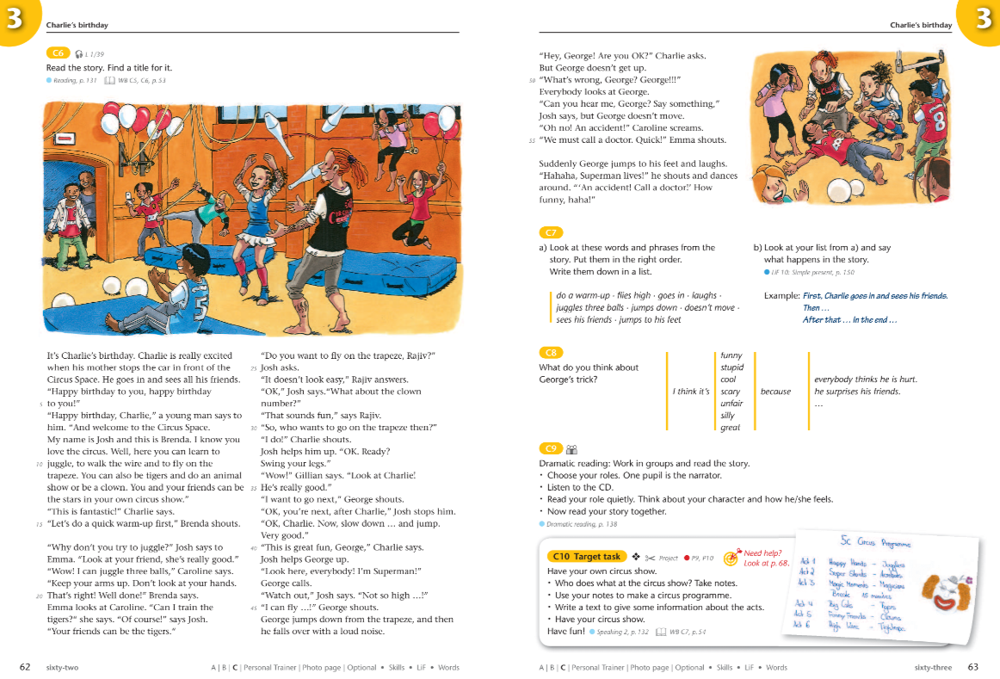 3
Charlie's birthday
C6 L 1/39
Read the story. Find a title for it.
Reading, p. 131 WB C5, C6, p. 53
It's Charlie's birthday. Charlie is really excited
when his mother stops the car in front of the
Circus Space. He goes in and sees all his friends.
"Happy birthday to you, happy birthday
5 to you!"
"Happy birthday, Charlie," a young man says to
him. "And welcome to the Circus Space.
My name is Josh and this is Brenda. I know you
love the circus. Well, here you can learn to
10 juggle, to walk the wire and to fly on the
trapeze. You can also be tigers and do an animal
show or be a clown. You and your friends can be
the stars in your own circus show."
"This is fantastic!" Charlie says.
15 "Let's do a quick warm-up first," Brenda shouts.
"Why don't you try to juggle?" Josh says to
Emma. "Look at your friend, she's really good."
"Wow! I can juggle three balls," Caroline says.
"Keep your arms up. Don't look at your hands.
20 That's right! Well done!" Brenda says.
Emma looks at Caroline. "Can I train the
tigers?" she says. "Of course!" says Josh.
"Your friends can be the tigers."
"Do you want to fly on the trapeze, Rajiv?"
25 Josh asks.
"It doesn't look easy," Rajiv answers.
"OK," Josh says."What about the clown
number?"
"That sounds fun," says Rajiv.
30 "So, who wants to go on the trapeze then?"
"I do!" Charlie shouts.
Josh helps him up. "OK. Ready?
Swing your legs."
"Wow!" Gillian says. "Look at Charlie!
35 He's really good."
"I want to go next," George shouts.
"OK, you're next, after Charlie," Josh stops him.
"OK, Charlie. Now, slow down … and jump.
Very good."
40 "This is great fun, George," Charlie says.
Josh helps George up.
"Look here, everybody! I'm Superman!"
George calls.
"Watch out," Josh says. "Not so high …!"
45 "I can fly …!" George shouts.
George jumps down from the trapeze, and then
he falls over with a loud noise.
62 sixty-two A | B | C | Personal Trainer | Photo page | Optional • Skills • LiF • Words
Charlie's birthday
3
"Hey, George! Are you OK?" Charlie asks.
But George doesn't get up.
50 "What's wrong, George? George!!!"
Everybody looks at George.
"Can you hear me, George? Say something,"
Josh says, but George doesn't move.
"Oh no! An accident!" Caroline screams.
55 "We must call a doctor. Quick!" Emma shouts.
Suddenly George jumps to his feet and laughs.
"Hahaha, Superman lives!" he shouts and dances
around. "'An accident! Call a doctor!' How
funny, haha!"
8
C7
a) Look at these words and phrases from the
story. Put them in the right order.
Write them down in a list.
do a warm-up · flies high · goes in · laughs ·
juggles three balls · jumps down · doesn't move ·
sees his friends · jumps to his feet
b) Look at your list from a) and say
what happens in the story.
LiF 10: Simple present, p. 150
Example: First, Charlie goes in and sees his friends.
Then …
After that … In the end …
C8
What do you think about
George's trick?
I think it's
funny
stupid
cool
scary
unfair
silly
great
because
everybody thinks he is hurt.
he surprises his friends.
…
C9
Dramatic reading: Work in groups and read the story.
• Choose your roles. One pupil is the narrator.
• Listen to the CD.
• Read your role quietly. Think about your character and how he/she feels.
• Now read your story together.
Dramatic reading, p. 138
C10 Target task Project P9, P10
Need help?
Look at p. 68.
Have your own circus show.
• Who does what at the circus show? Take notes.
• Use your notes to make a circus programme.
• Write a text to give some information about the acts.
• Have your circus show.
Have fun! Speaking 2, p. 132 WB C7, p. 54
5c Circus Programme
Act 1 Happy Hands - Jugglers
Act 2 Super Stunts - Acrobats
Act 3 Magic Moments - Magicians
Break 15 minutes
Act 4 Big Cats - Tigers
Act 5 Funny Friends - Clowns
Act 6 High Wires - Tightrope
A | B | C | Personal Trainer | Photo page | Optional • Skills • LiF • Words sixty-three 63